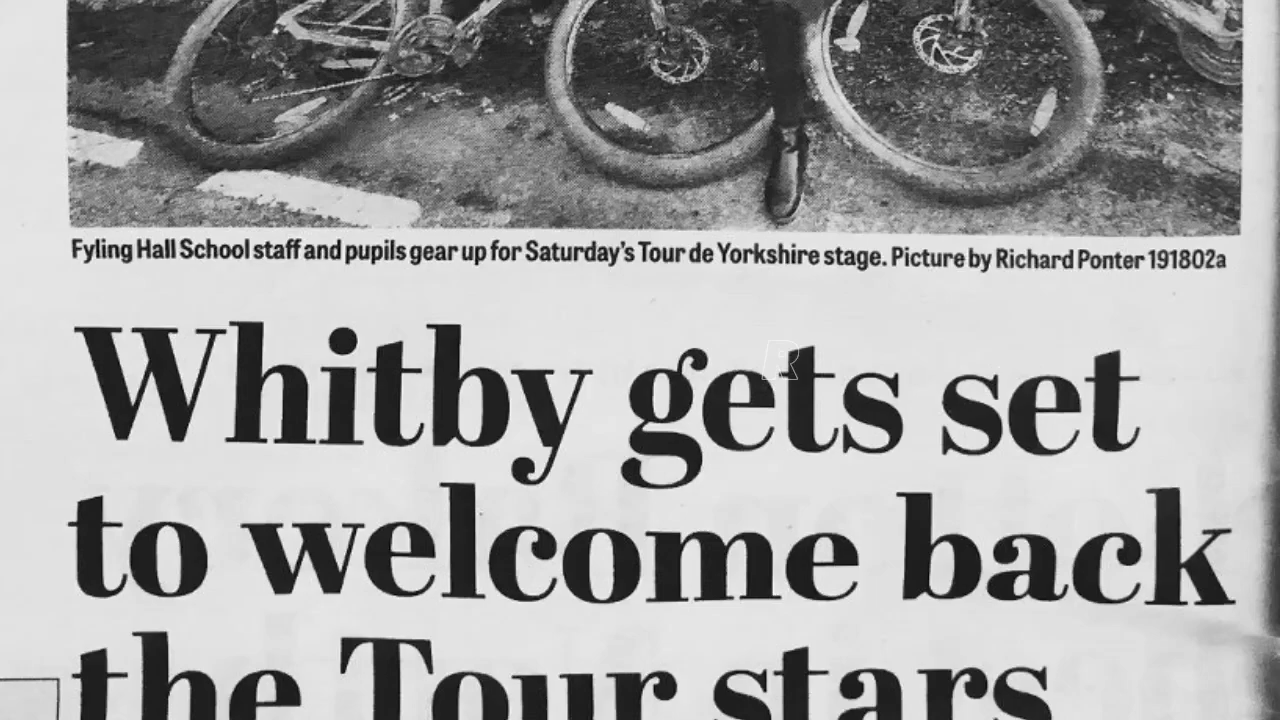 Fyling Hall School staff and pupils gear up for Saturday's Tour de Yorkshire stage. Picture by Richard Ponter 191802a
Whitby gets set
to welcome back
the Tour stars